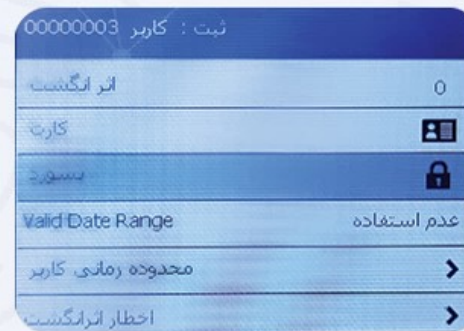 ثبت : کاربر 00000003
اثر انگشت 0
کارت
پسورد
Valid Date Range عدم استفاده
محدوده زمانی کاربر
اخطار اثرانگشت